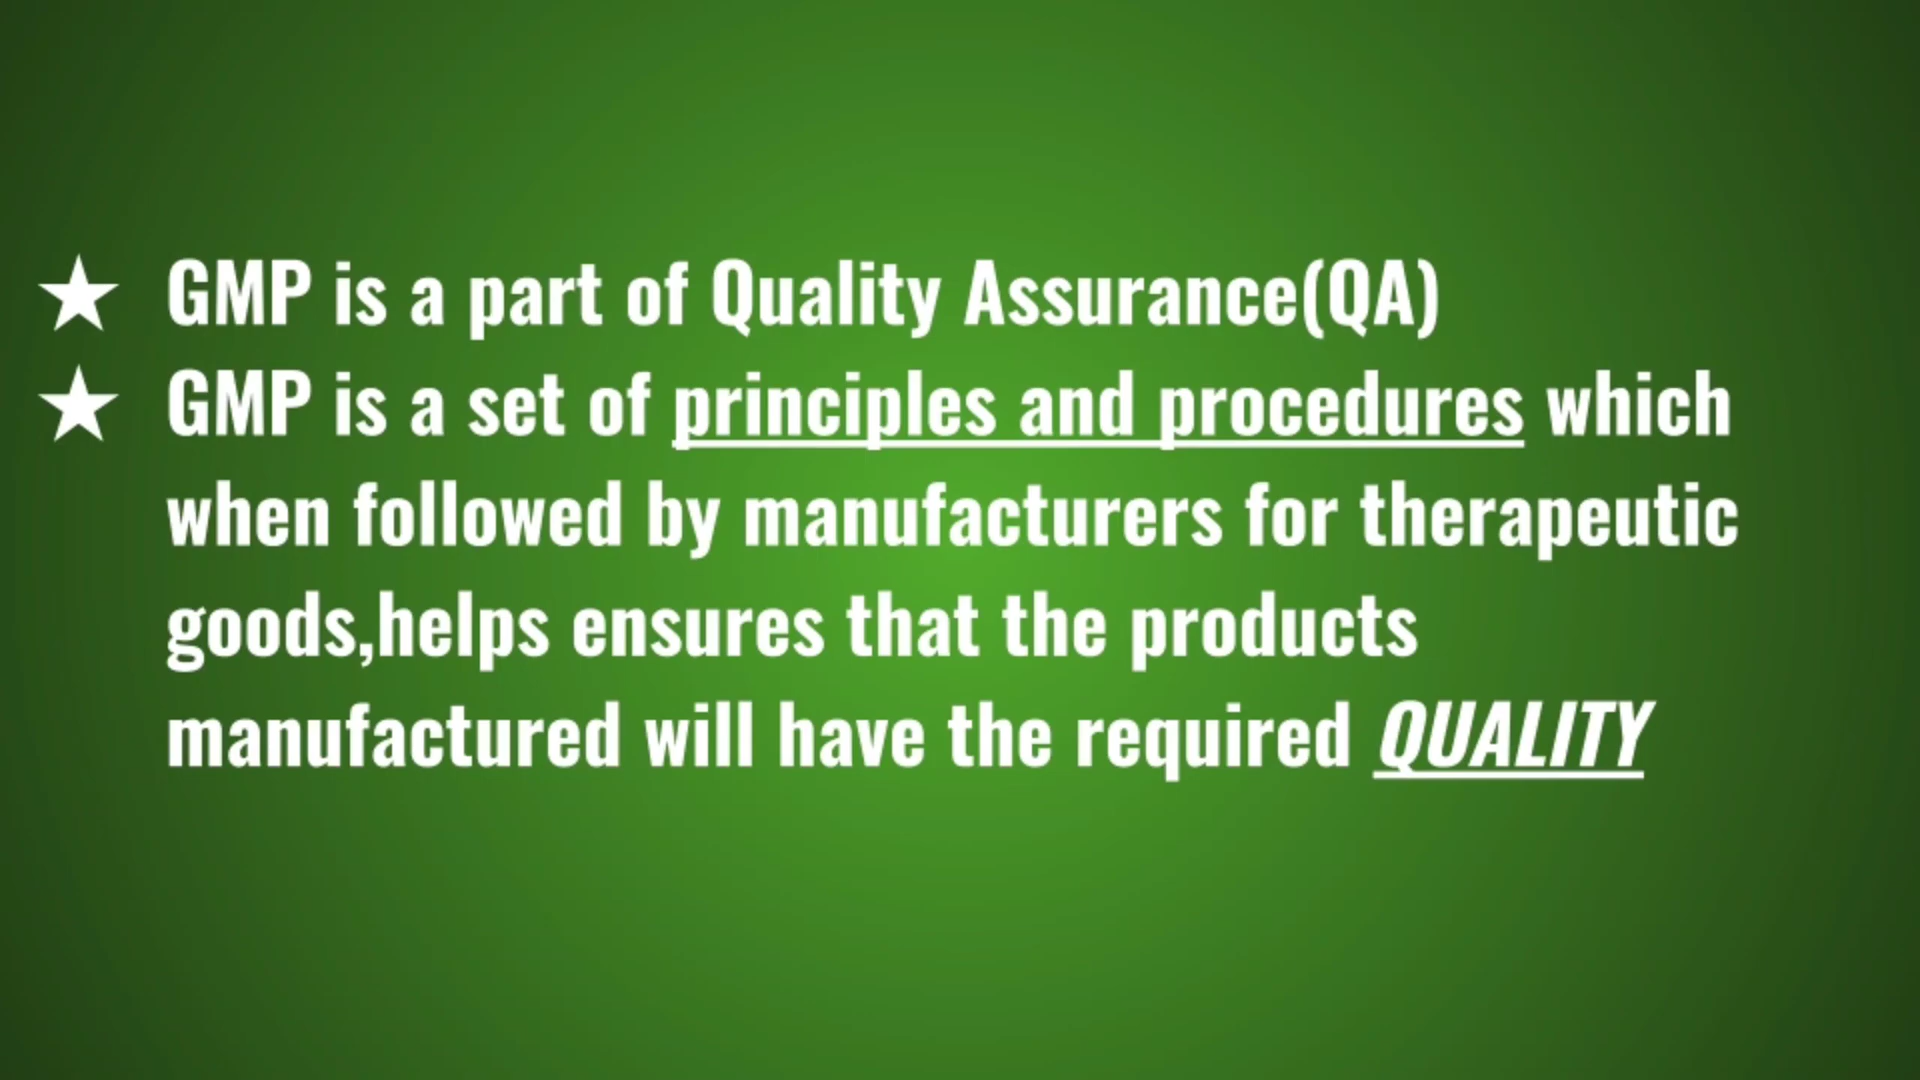 ★ GMP is a part of Quality Assurance(QA)
★ GMP is a set of principles and procedures which
when followed by manufacturers for therapeutic
goods,helps ensures that the products
manufactured will have the required QUALITY